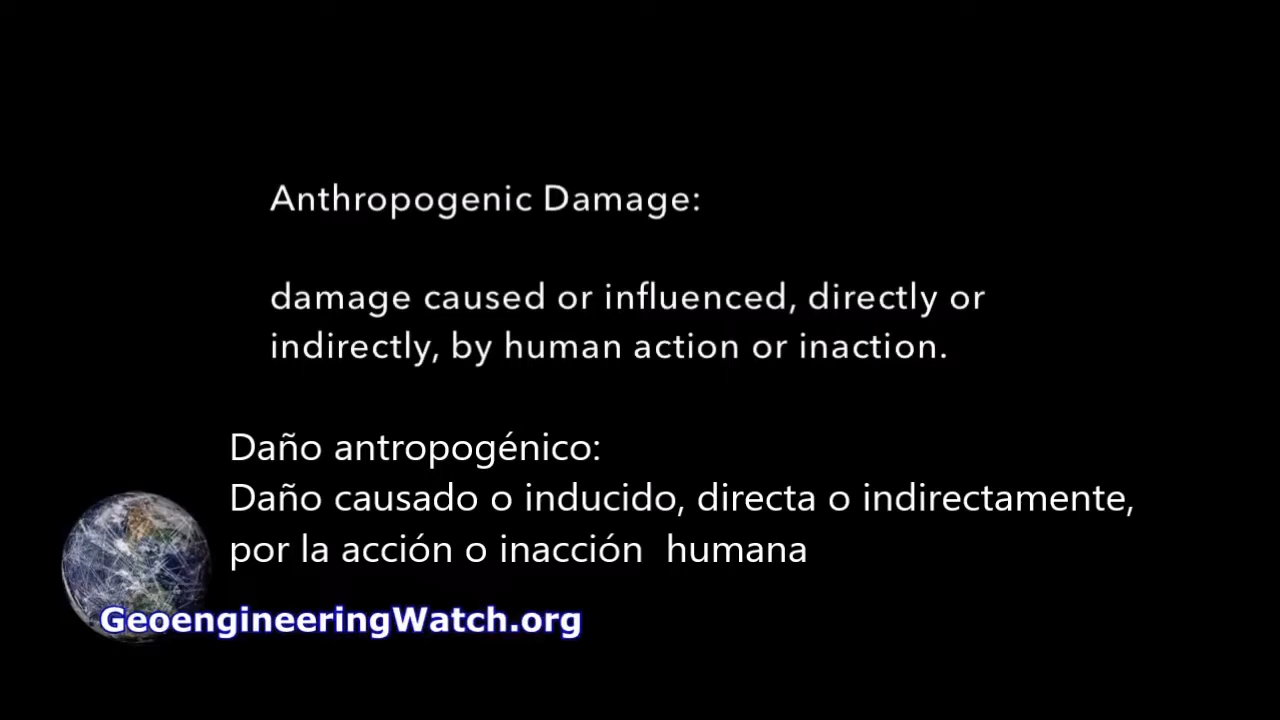 Anthropogenic Damage:
damage caused or influenced, directly or
indirectly, by human action or inaction.
Daño antropogénico:
Daño causado o inducido, directa o indirectamente,
por la acción o inacción  humana
GeoengineeringWatch.org